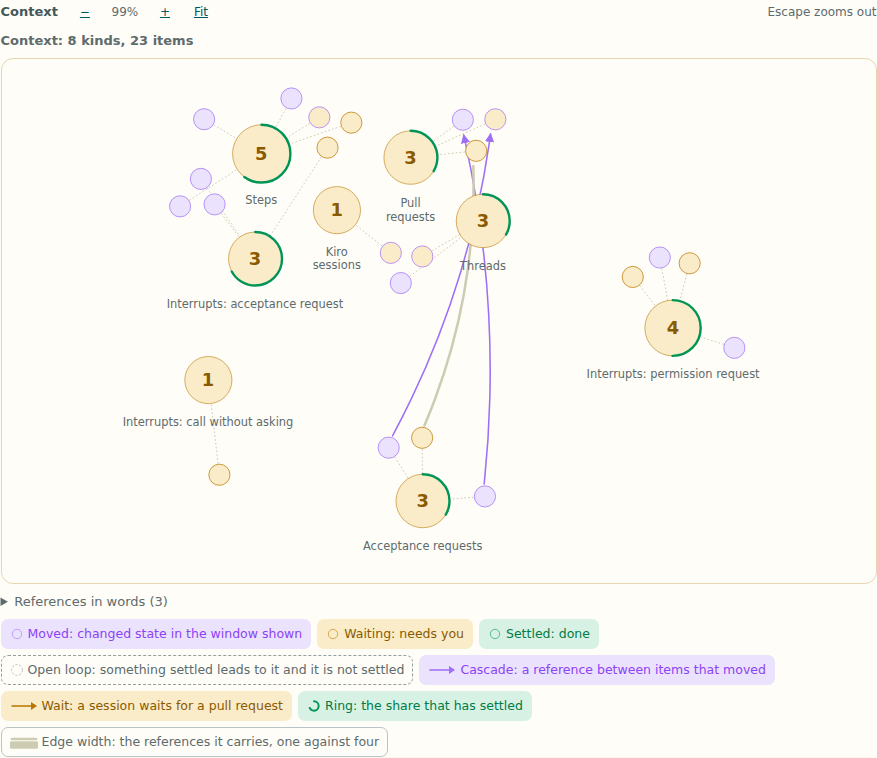 Context − 99% + Fit Escape zooms out
Context: 8 kinds, 23 items
5
Steps
3
Pull
requests
1
Kiro
sessions
3
Threads
3
Interrupts: acceptance request
4
Interrupts: permission request
1
Interrupts: call without asking
3
Acceptance requests
References in words (3)
Moved: changed state in the window shown
Waiting: needs you
Settled: done
Open loop: something settled leads to it and it is not settled
Cascade: a reference between items that moved
Wait: a session waits for a pull request
Ring: the share that has settled
Edge width: the references it carries, one against four